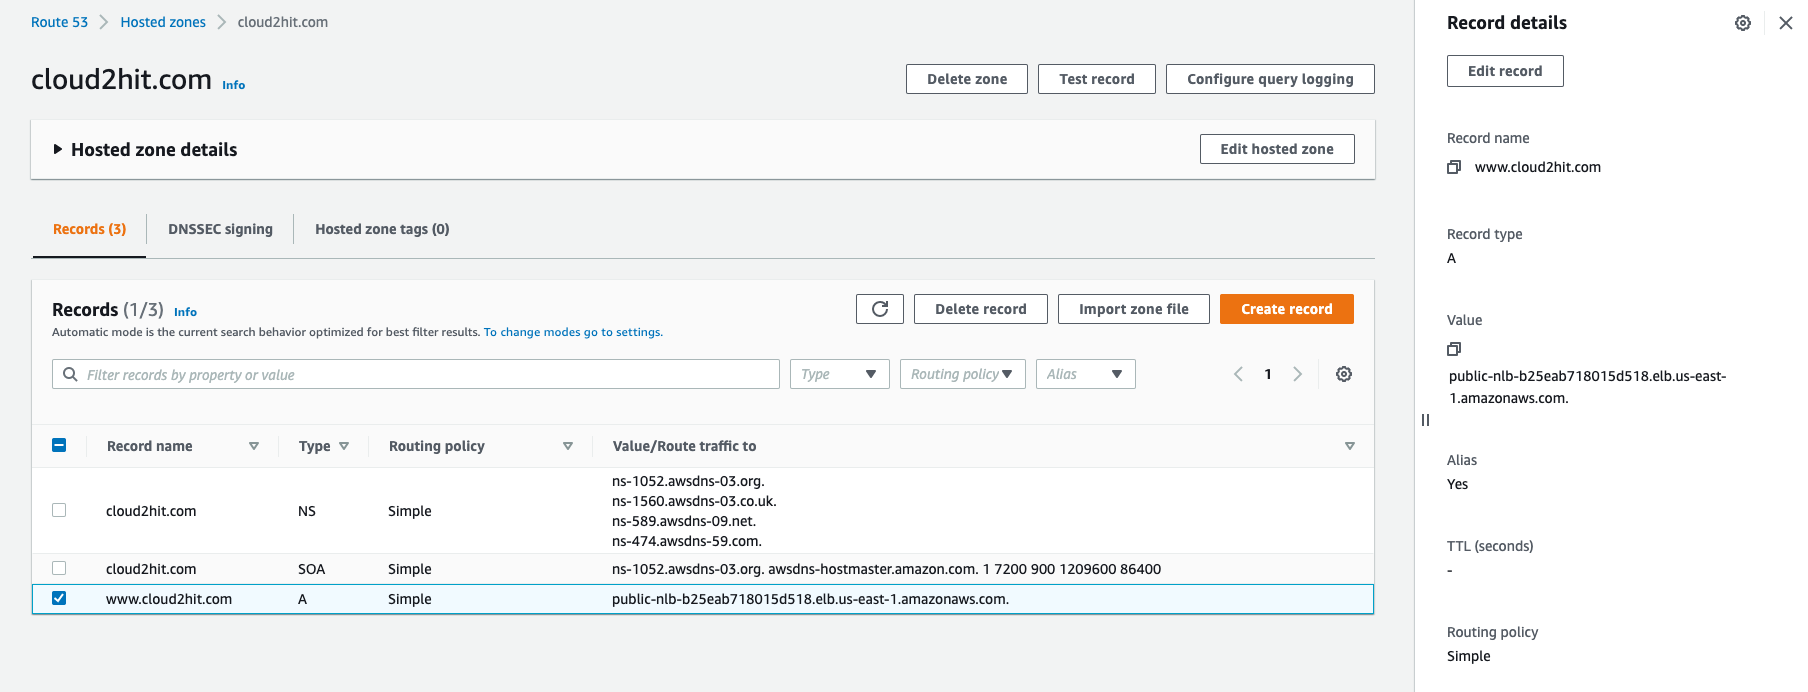 Route 53 > Hosted zones > cloud2hit.com
cloud2hit.com Info
Delete zone Test record Configure query logging
Hosted zone details Edit hosted zone
Records (3) DNSSEC signing Hosted zone tags (0)
Records (1/3) Info
Automatic mode is the current search behavior optimized for best filter results. To change modes go to settings.
Delete record Import zone file Create record
Filter records by property or value Type Routing policy Alias 1
Record name Type Routing policy Value/Route traffic to
cloud2hit.com NS Simple ns-1052.awsdns-03.org.
ns-1560.awsdns-03.co.uk.
ns-589.awsdns-09.net.
ns-474.awsdns-59.com.
cloud2hit.com SOA Simple ns-1052.awsdns-03.org. awsdns-hostmaster.amazon.com. 1 7200 900 1209600 86400
www.cloud2hit.com A Simple public-nlb-b25eab718015d518.elb.us-east-1.amazonaws.com.
Record details
Edit record
Record name
www.cloud2hit.com
Record type
A
Value
public-nlb-b25eab718015d518.elb.us-east-
1.amazonaws.com.
Alias
Yes
TTL (seconds)
-
Routing policy
Simple